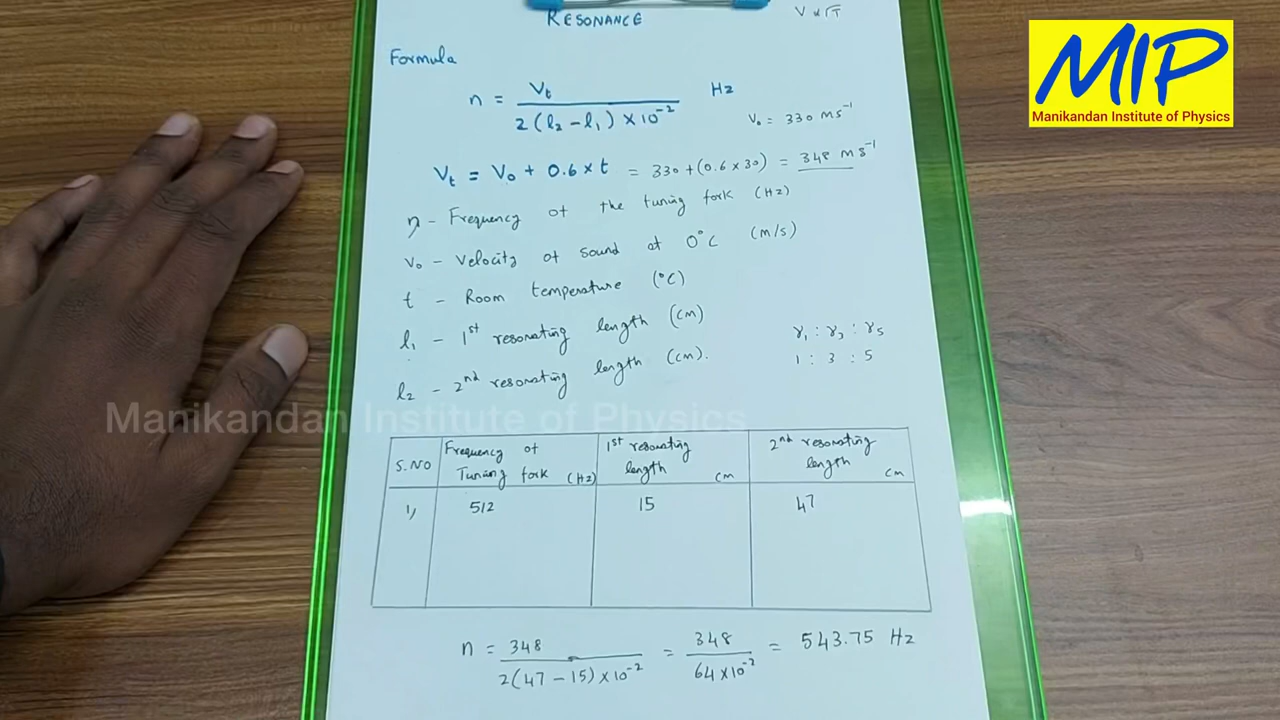 RESONANCE
V α √T
MIP
Manikandan Institute of Physics
Formula
n = Vt / 2(l2 - l1) × 10^-2 Hz
V0 = 330 ms^-1
Vt = V0 + 0.6 × t = 330 + (0.6 × 30) = 348 ms^-1
n - Frequency of the tuning fork (Hz)
V0 - Velocity of sound at 0°C (m/s)
t - Room temperature (°C)
l1 - 1st resonating length (cm)
l2 - 2nd resonating length (cm).
γ1 : γ3 : γ5
1 : 3 : 5
Manikandan Institute of Physics
S.NO
Frequency of
Tuning fork (Hz)
1st resonating
length cm
2nd resonating
length cm
1, 512 15 47
n = 348 / 2(47 - 15) × 10^-2 = 348 / 64 × 10^-2 = 543.75 Hz